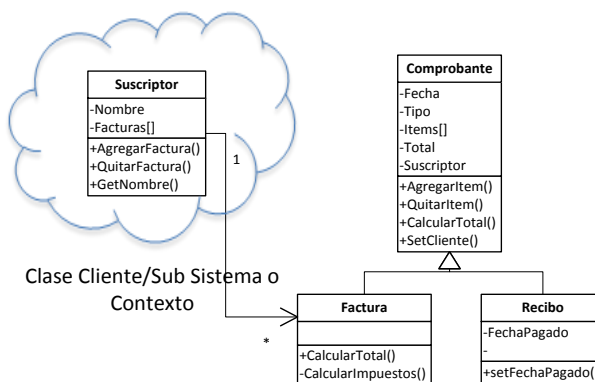 Suscriptor
-Nombre
-Facturas[]
+AgregarFactura()
+QuitarFactura()
+GetNombre()
1
Comprobante
-Fecha
-Tipo
-Items[]
-Total
-Suscriptor
+AgregarItem()
+QuitarItem()
+CalcularTotal()
+SetCliente()
Clase Cliente/Sub Sistema o
Contexto
*
Factura
+CalcularTotal()
-CalcularImpuestos()
Recibo
-FechaPagado
-
+setFechaPagado()